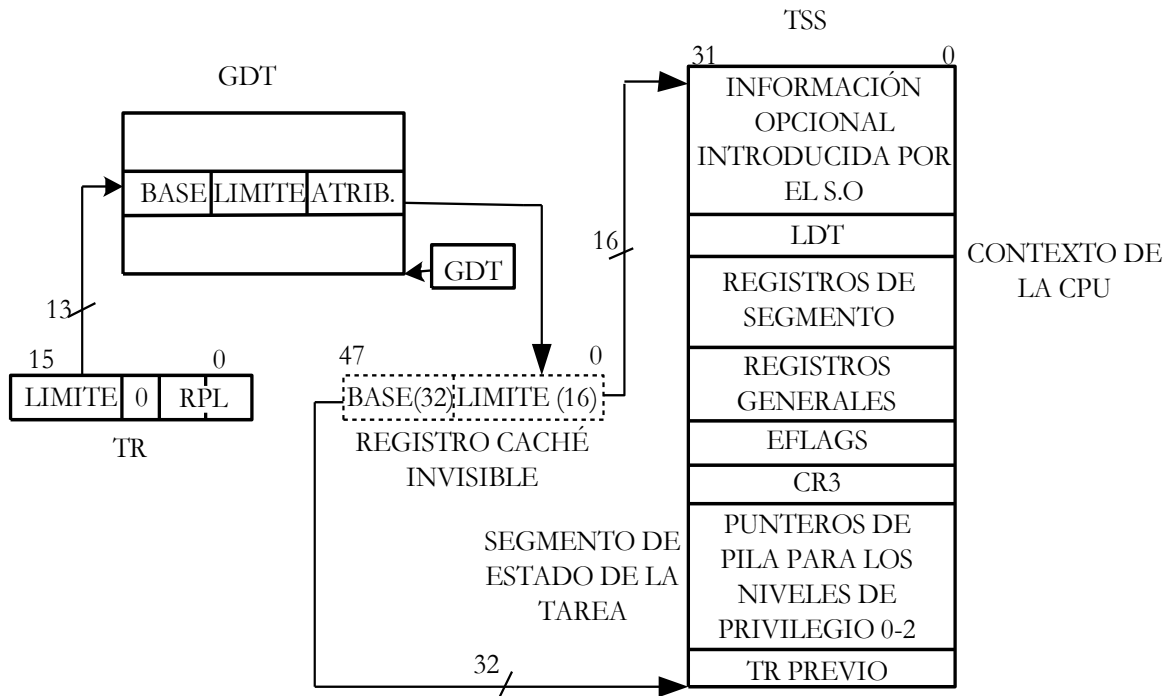 TSS
31 0
GDT
INFORMACIÓN
OPCIONAL
INTRODUCIDA POR
EL S.O
BASE LIMITE ATRIB.
16
LDT
GDT
CONTEXTO DE
LA CPU
REGISTROS DE
SEGMENTO
13
15 0
47 0
LIMITE 0 RPL
BASE(32) LIMITE (16)
REGISTROS
GENERALES
TR
REGISTRO CACHÉ
INVISIBLE
EFLAGS
CR3
SEGMENTO DE
ESTADO DE LA
TAREA
PUNTEROS DE
PILA PARA LOS
NIVELES DE
PRIVILEGIO 0-2
32
TR PREVIO